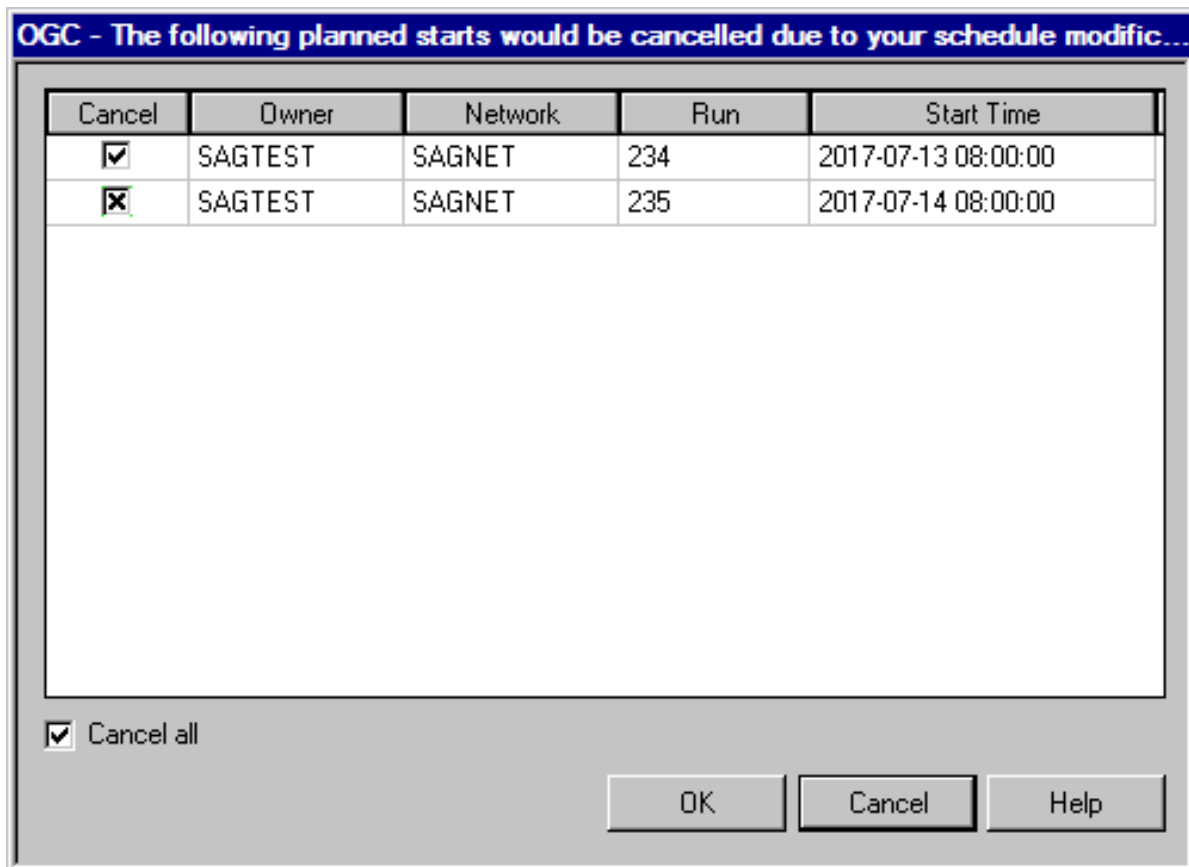 OGC - The following planned starts would be cancelled due to your schedule modific...
Cancel Owner Network Run Start Time
SAGTEST SAGNET 234 2017-07-13 08:00:00
SAGTEST SAGNET 235 2017-07-14 08:00:00
Cancel all
OK Cancel Help